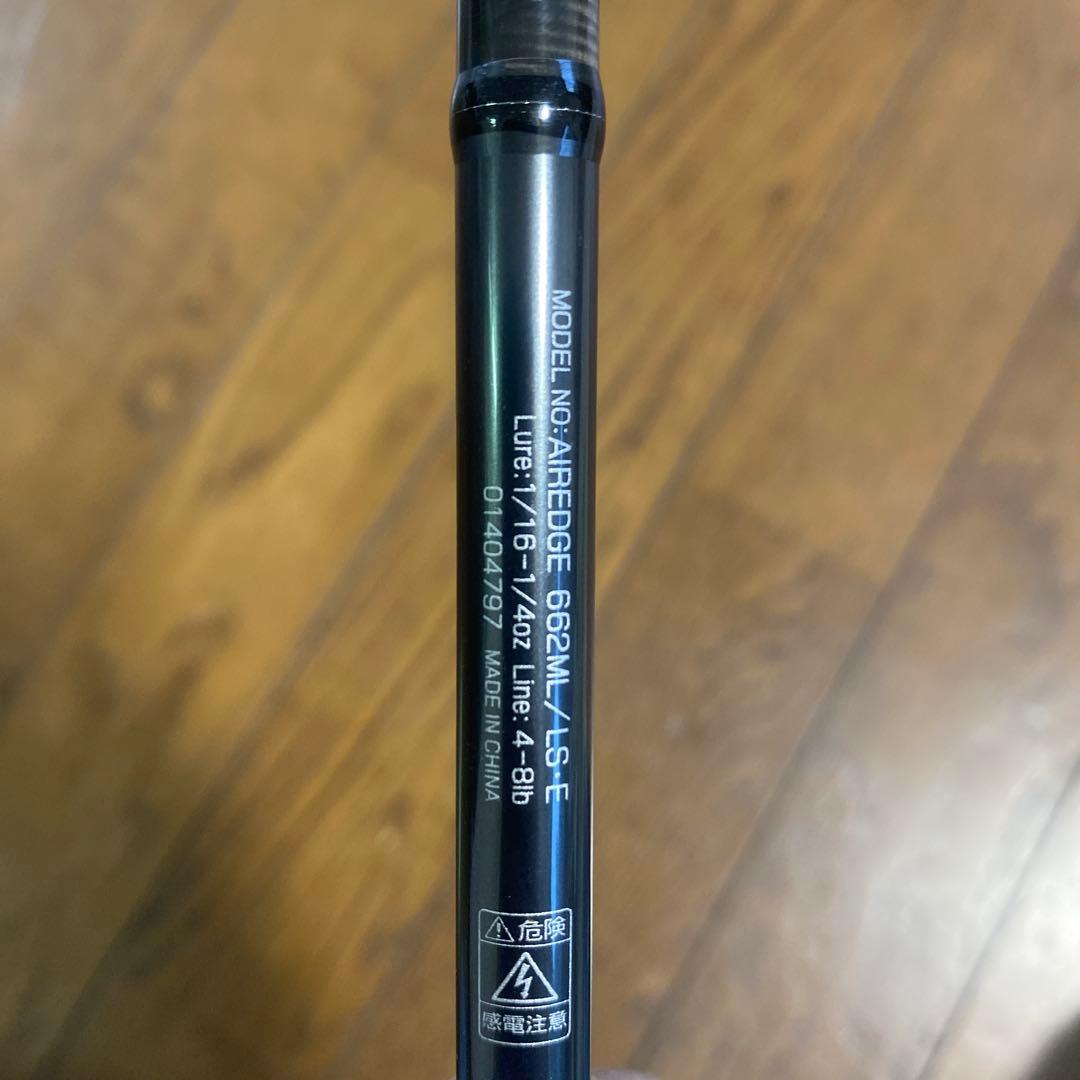 MODEL NO:AIREDGE 662ML/LS・E
Lure:1/16-1/4oz Line: 4-8lb
01404797 MADE IN CHINA
危険
感電注意